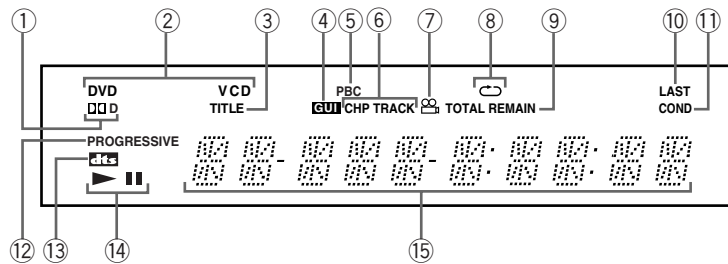 ① ② ③ ④ ⑤ ⑥ ⑦ ⑧ ⑨ ⑩ ⑪
DVD VCD PBC LAST
D TITLE GUI CHP TRACK TOTAL REMAIN COND
PROGRESSIVE
dts
⑫ ⑬ ⑭ ⑮